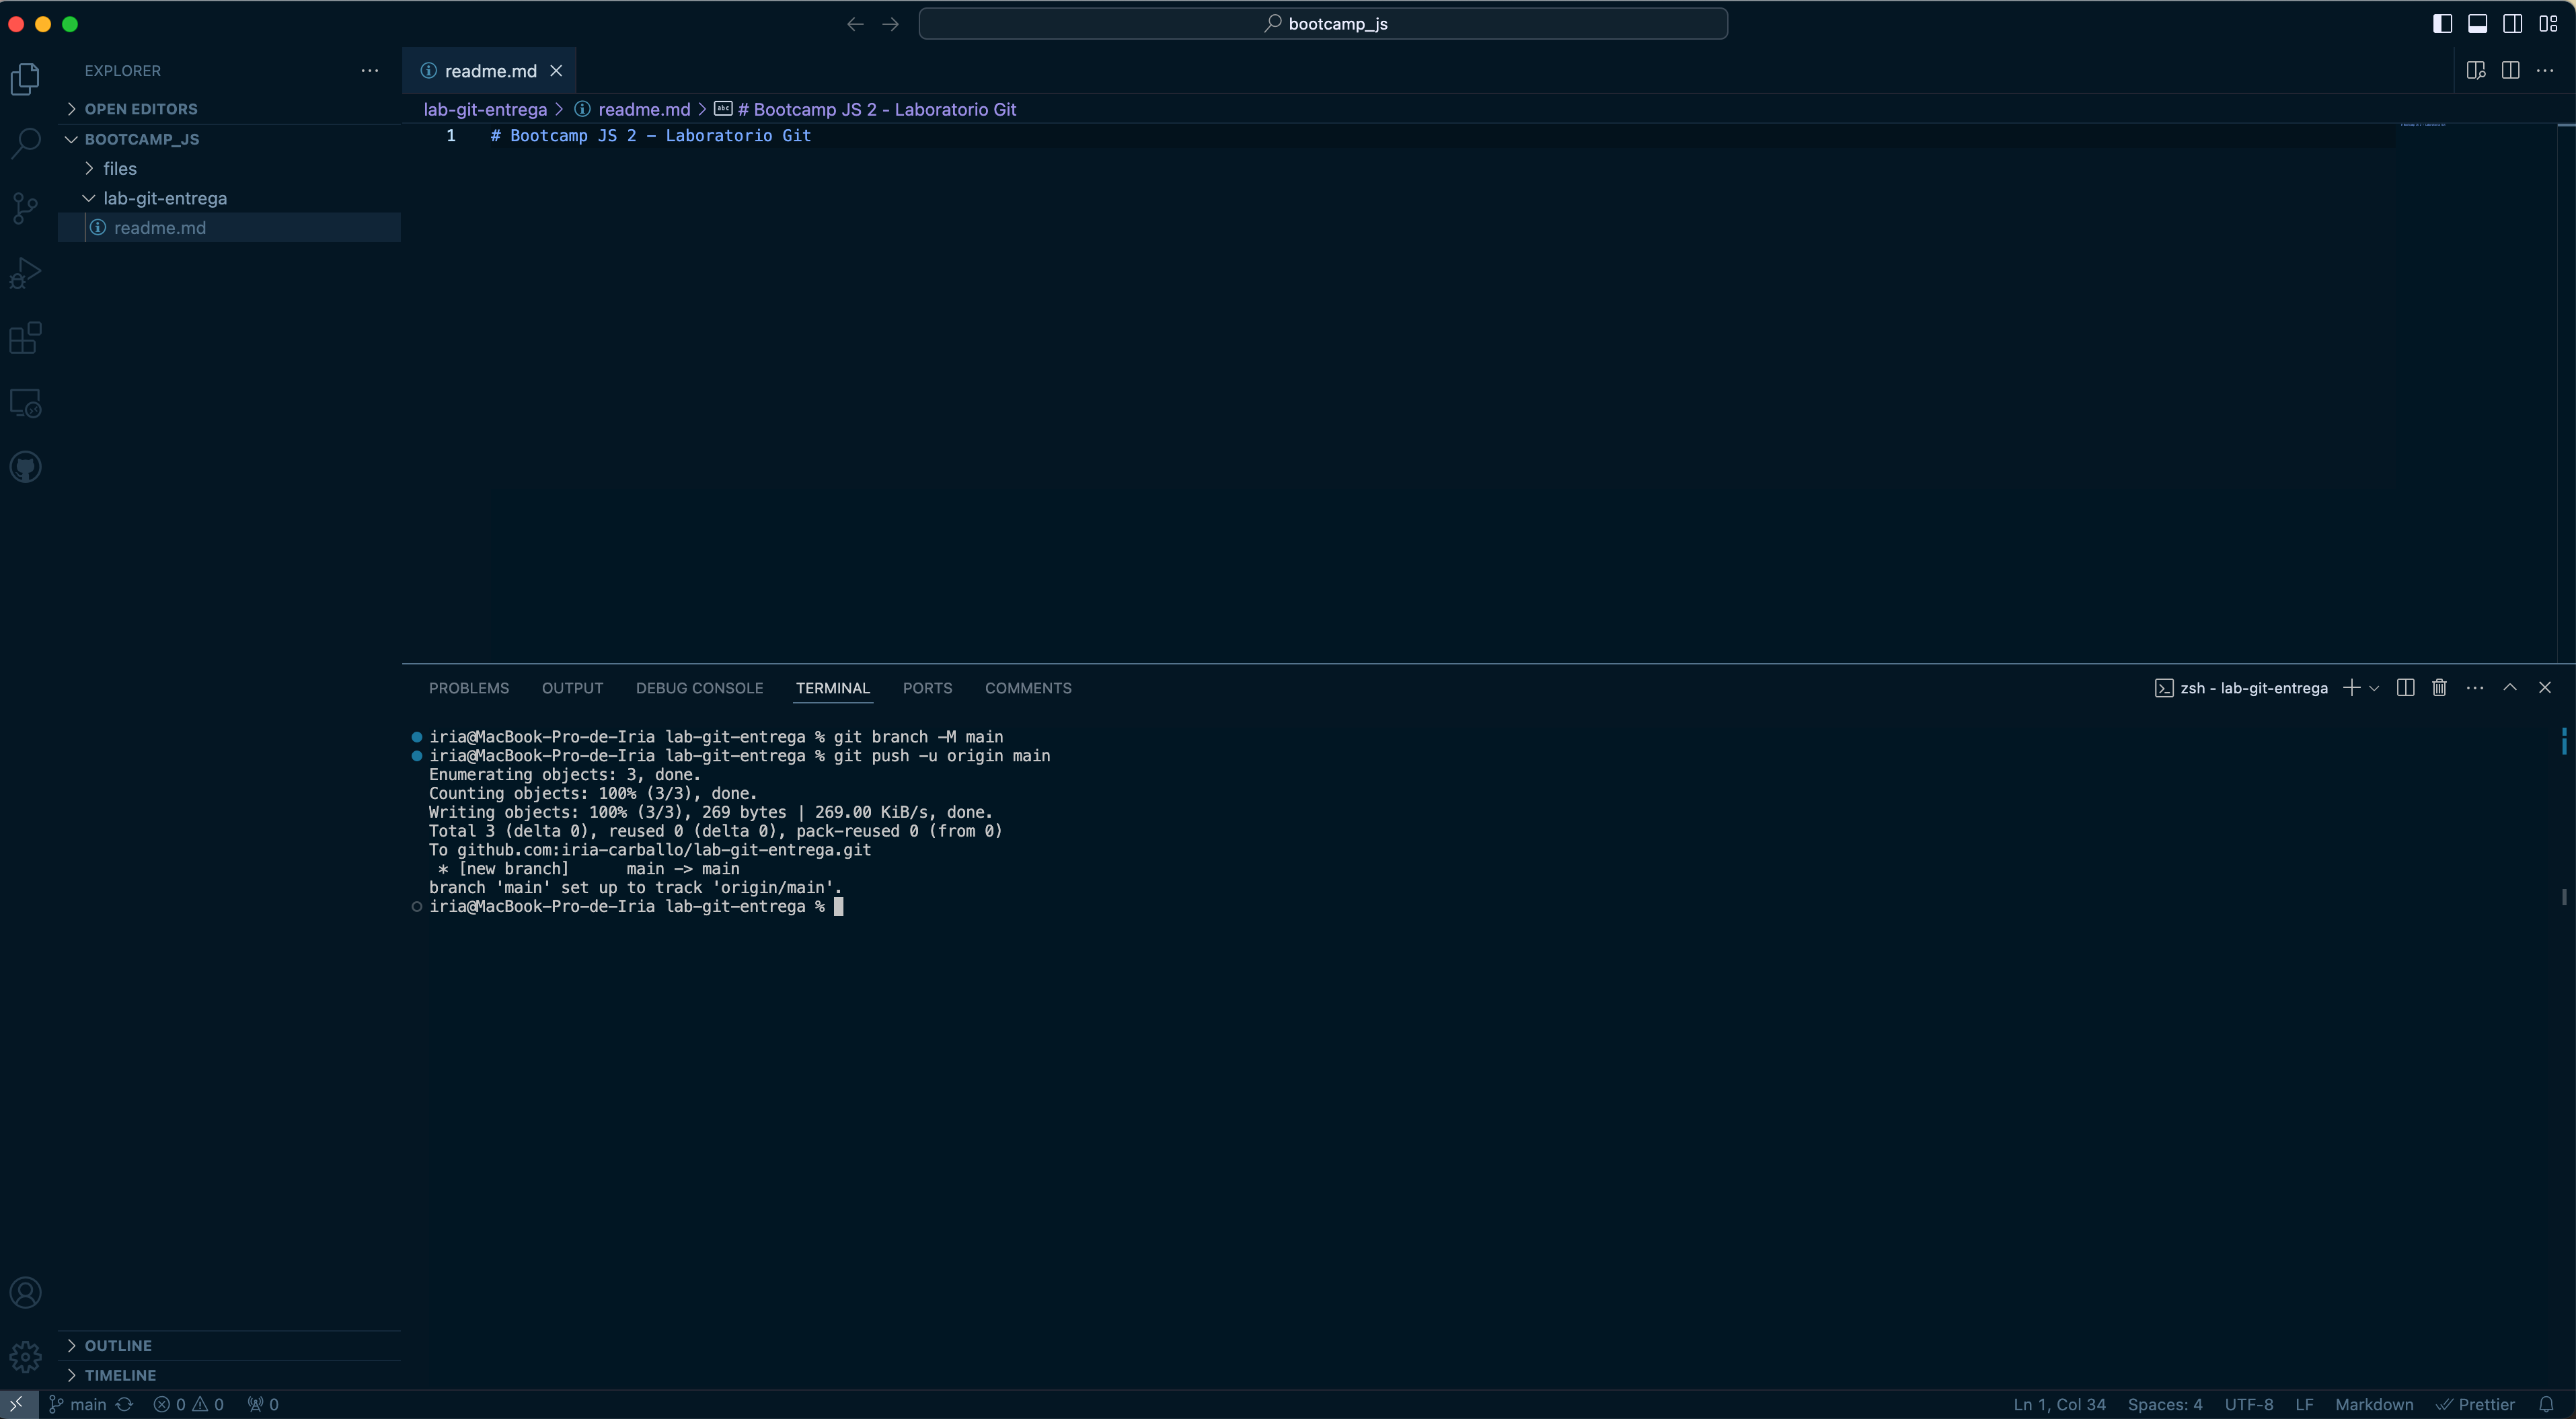 bootcamp_js
EXPLORER
OPEN EDITORS
BOOTCAMP_JS
files
lab-git-entrega
readme.md
OUTLINE
TIMELINE
readme.md
lab-git-entrega > readme.md > # Bootcamp JS 2 - Laboratorio Git
1 # Bootcamp JS 2 - Laboratorio Git
PROBLEMS OUTPUT DEBUG CONSOLE TERMINAL PORTS COMMENTS
zsh - lab-git-entrega
iria@MacBook-Pro-de-Iria lab-git-entrega % git branch -M main
iria@MacBook-Pro-de-Iria lab-git-entrega % git push -u origin main
Enumerating objects: 3, done.
Counting objects: 100% (3/3), done.
Writing objects: 100% (3/3), 269 bytes | 269.00 KiB/s, done.
Total 3 (delta 0), reused 0 (delta 0), pack-reused 0 (from 0)
To github.com:iria-carballo/lab-git-entrega.git
 * [new branch]      main -> main
branch 'main' set up to track 'origin/main'.
iria@MacBook-Pro-de-Iria lab-git-entrega %
main 0 0 0 Ln 1, Col 34 Spaces: 4 UTF-8 LF Markdown Prettier